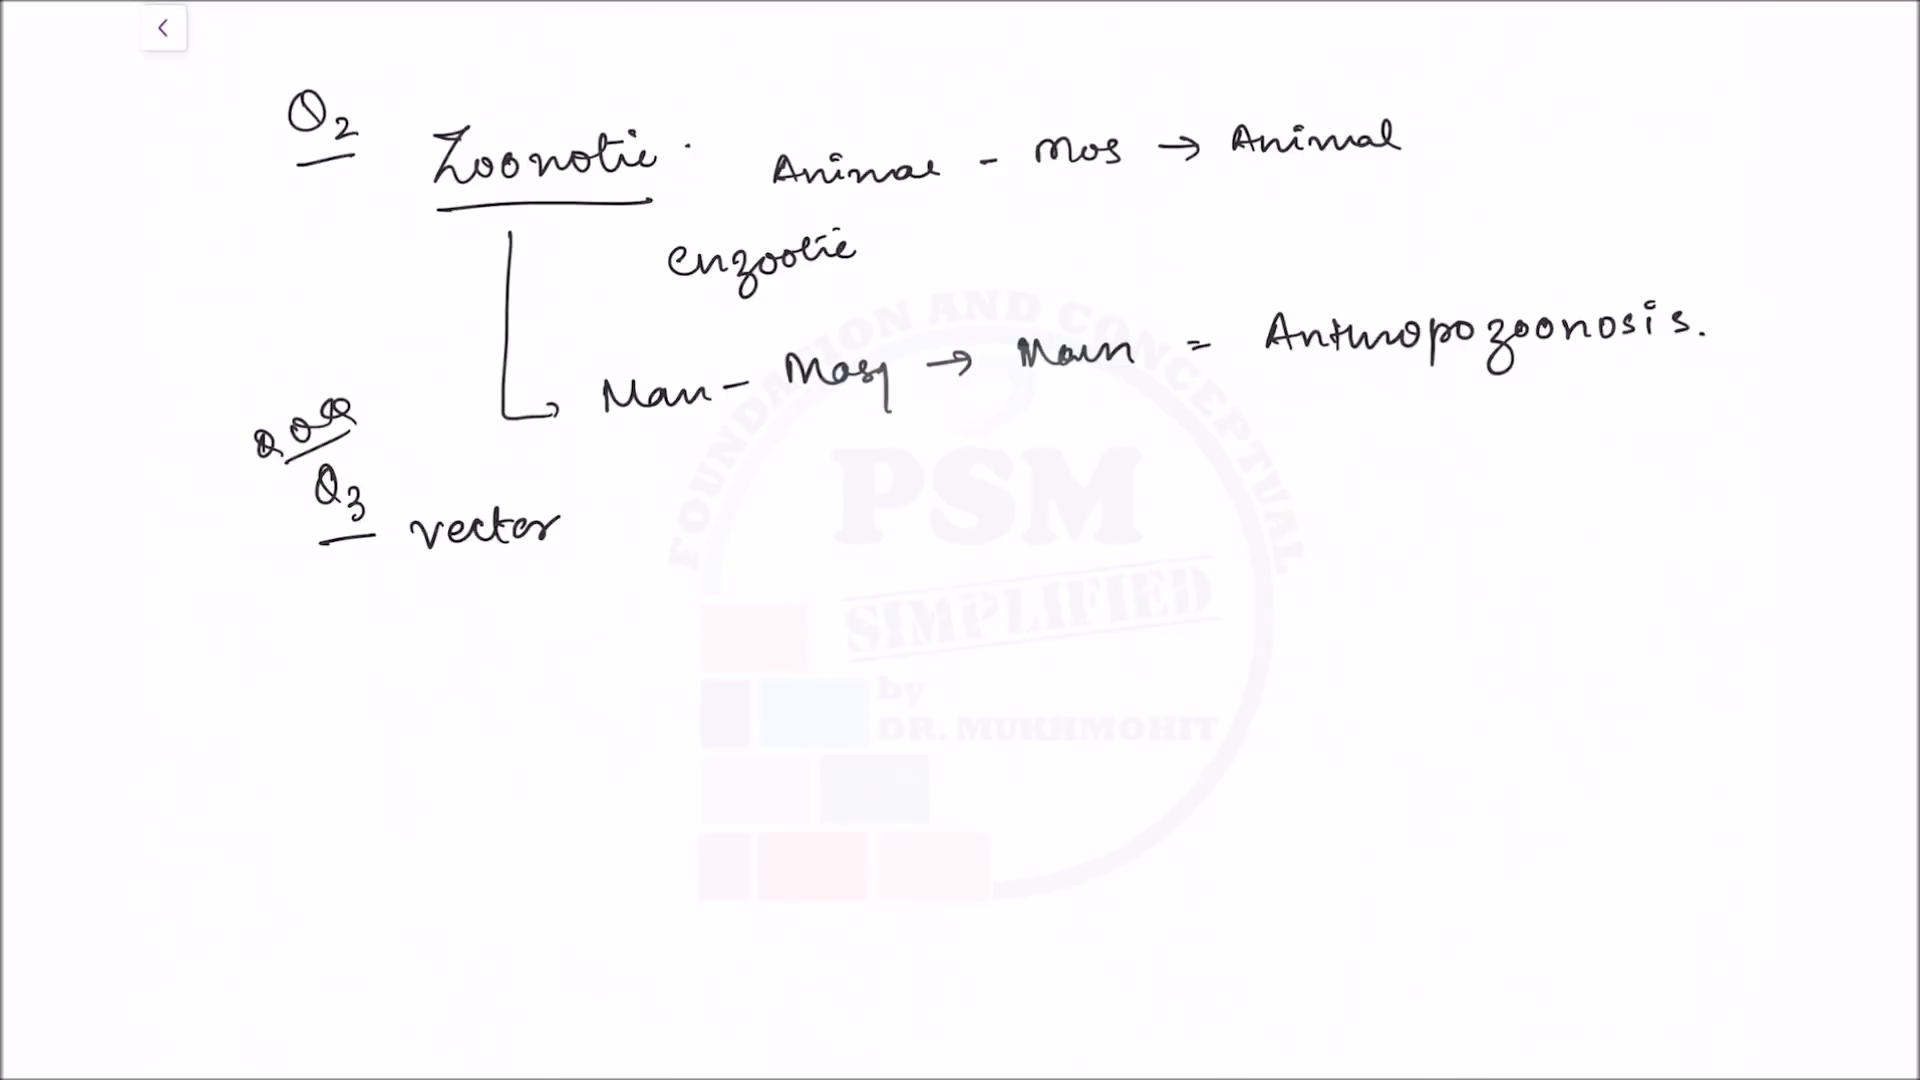 Q2
Zoonotic. Animal - Mos → Animal
enzootic
Man - Mosq → Man = Anthropozoonosis.
Q3 vector
FOUNDATION AND CONCEPTUAL
PSM
SIMPLIFIED
by
DR. MUKHMOHIT